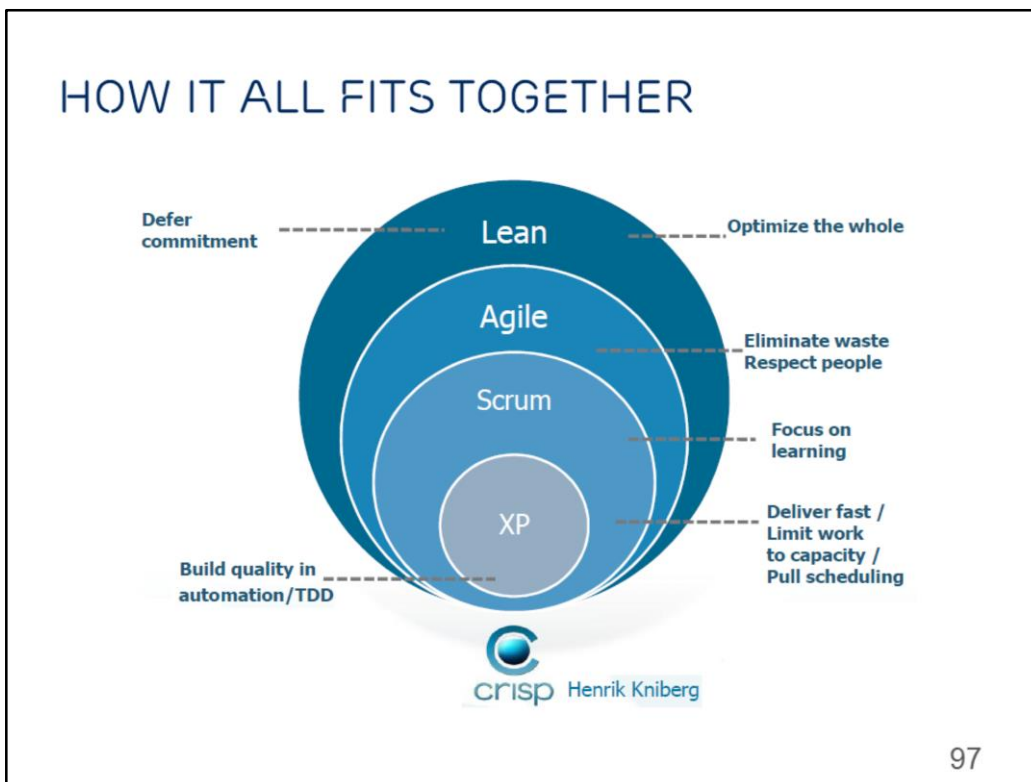 HOW IT ALL FITS TOGETHER
Defer
commitment
Lean
Optimize the whole
Agile
Eliminate waste
Respect people
Scrum
Focus on
learning
XP
Deliver fast /
Limit work
to capacity /
Pull scheduling
Build quality in
automation/TDD
crisp Henrik Kniberg
97